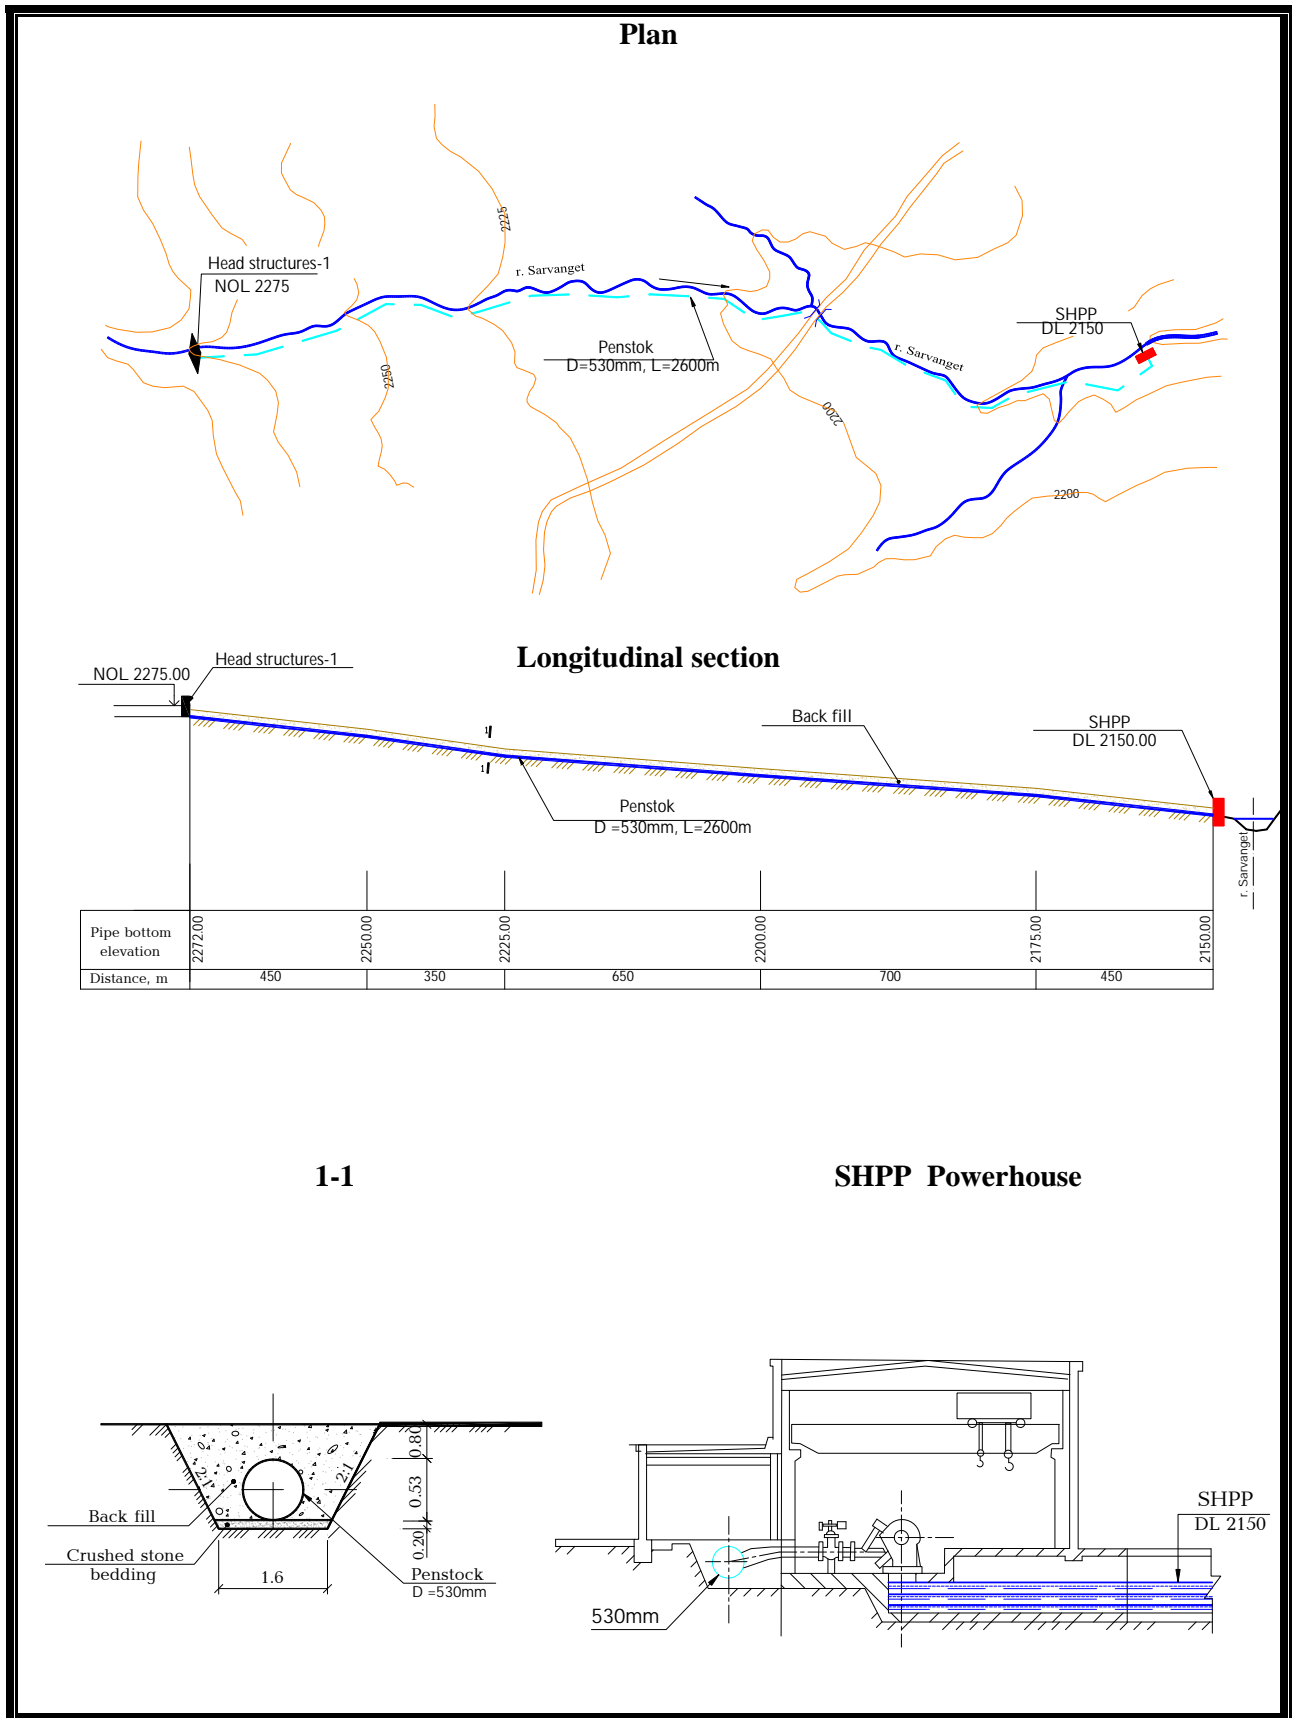 Plan
2225
Head structures-1
NOL 2275
r. Sarvanget
SHPP
DL 2150
Penstok
D=530mm, L=2600m
r. Sarvanget
2250
2200
2200
Longitudinal section
Head structures-1
NOL 2275.00
Back fill
SHPP
DL 2150.00
1
1
Penstok
D =530mm, L=2600m
r. Sarvanget
Pipe bottom
elevation
2272.00
2250.00
2225.00
2200.00
2175.00
2150.00
Distance, m
450
350
650
700
450
1-1
SHPP Powerhouse
0.80
2:1
2:1
0.53
0.20
Back fill
Crushed stone
bedding
1.6
Penstock
D =530mm
SHPP
DL 2150
530mm